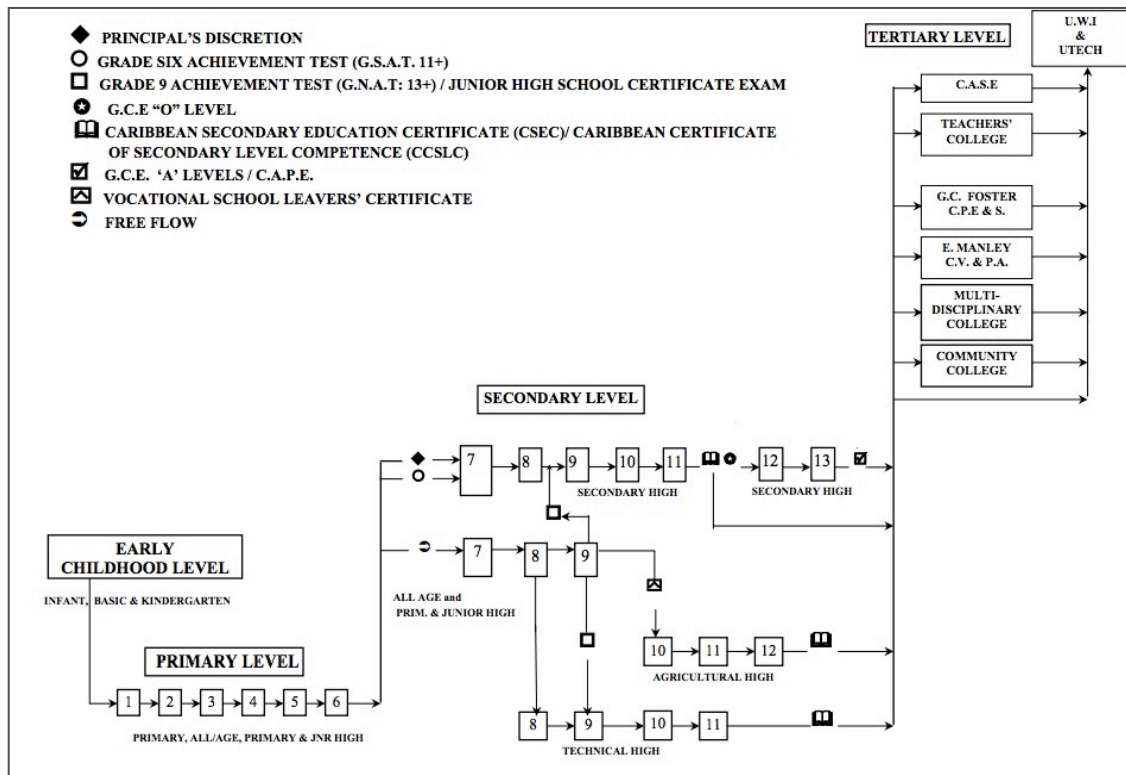 PRINCIPAL'S DISCRETION
GRADE SIX ACHIEVEMENT TEST (G.S.A.T. 11+)
GRADE 9 ACHIEVEMENT TEST (G.N.A.T: 13+) / JUNIOR HIGH SCHOOL CERTIFICATE EXAM
G.C.E "O" LEVEL
CARIBBEAN SECONDARY EDUCATION CERTIFICATE (CSEC)/ CARIBBEAN CERTIFICATE
OF SECONDARY LEVEL COMPETENCE (CCSLC)
G.C.E. 'A' LEVELS / C.A.P.E.
VOCATIONAL SCHOOL LEAVERS' CERTIFICATE
FREE FLOW
TERTIARY LEVEL
U.W.I
&
UTECH
C.A.S.E
TEACHERS'
COLLEGE
G.C. FOSTER
C.P.E & S.
E. MANLEY
C.V. & P.A.
MULTI-
DISCIPLINARY
COLLEGE
COMMUNITY
COLLEGE
SECONDARY LEVEL
7 8 9 10 11 12 13
SECONDARY HIGH SECONDARY HIGH
EARLY
CHILDHOOD LEVEL
INFANT, BASIC & KINDERGARTEN
7 8 9
ALL AGE and
PRIM. & JUNIOR HIGH
10 11 12
AGRICULTURAL HIGH
PRIMARY LEVEL
1 2 3 4 5 6
PRIMARY, ALL/AGE, PRIMARY & JNR HIGH
8 9 10 11
TECHNICAL HIGH